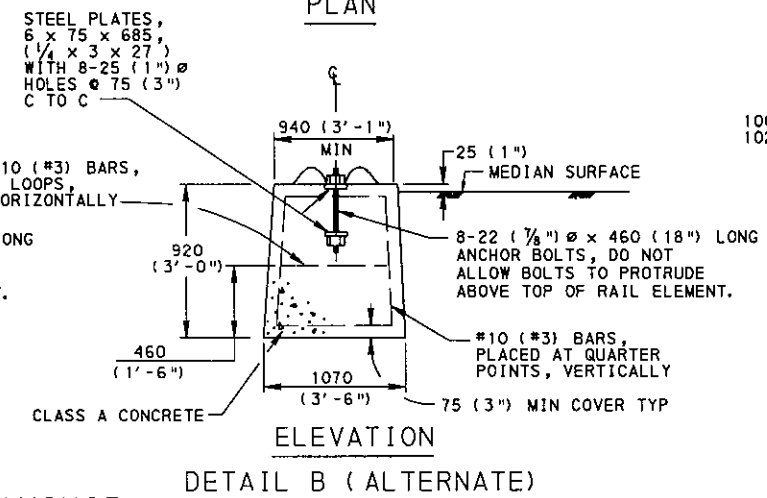 PLAN
STEEL PLATES,
6 x 75 x 685,
(1/4 x 3 x 27 )
WITH 8-25 (1") ø
HOLES @ 75 (3")
C TO C
℄
940 (3'-1")
MIN
25 (1")
MEDIAN SURFACE
10 (#3) BARS,
LOOPS,
ORIZONTALLY
ONG
920
(3'-0")
8-22 (7/8") ø x 460 (18") LONG
ANCHOR BOLTS, DO NOT
ALLOW BOLTS TO PROTRUDE
ABOVE TOP OF RAIL ELEMENT.
#10 (#3) BARS,
PLACED AT QUARTER
POINTS, VERTICALLY
460
(1'-6")
1070
(3'-6")
75 (3") MIN COVER TYP
CLASS A CONCRETE
ELEVATION
DETAIL B (ALTERNATE)